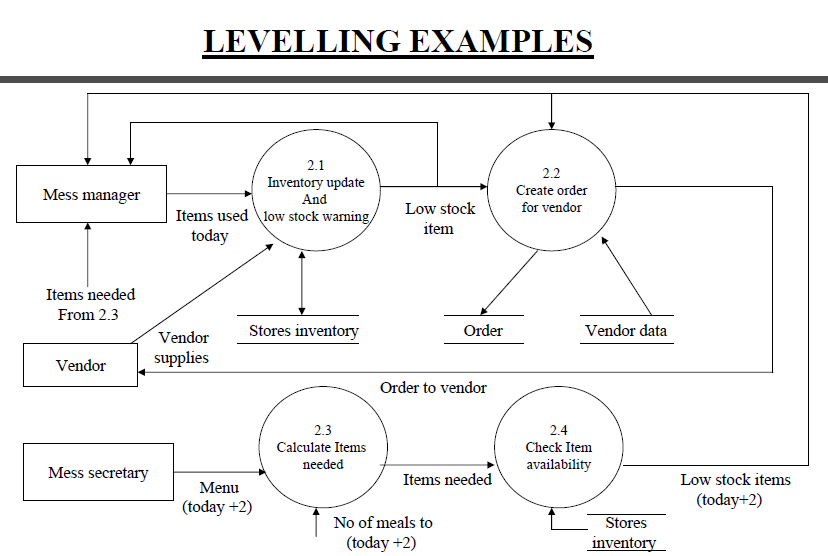 LEVELLING EXAMPLES
2.1
Inventory update
And
low stock warning
2.2
Create order
for vendor
Mess manager
Items used
today
Low stock
item
Items needed
From 2.3
Vendor
supplies
Stores inventory
Order
Vendor data
Vendor
Order to vendor
2.3
Calculate Items
needed
2.4
Check Item
availability
Mess secretary
Menu
(today +2)
Items needed
Low stock items
(today+2)
No of meals to
(today +2)
Stores
inventory